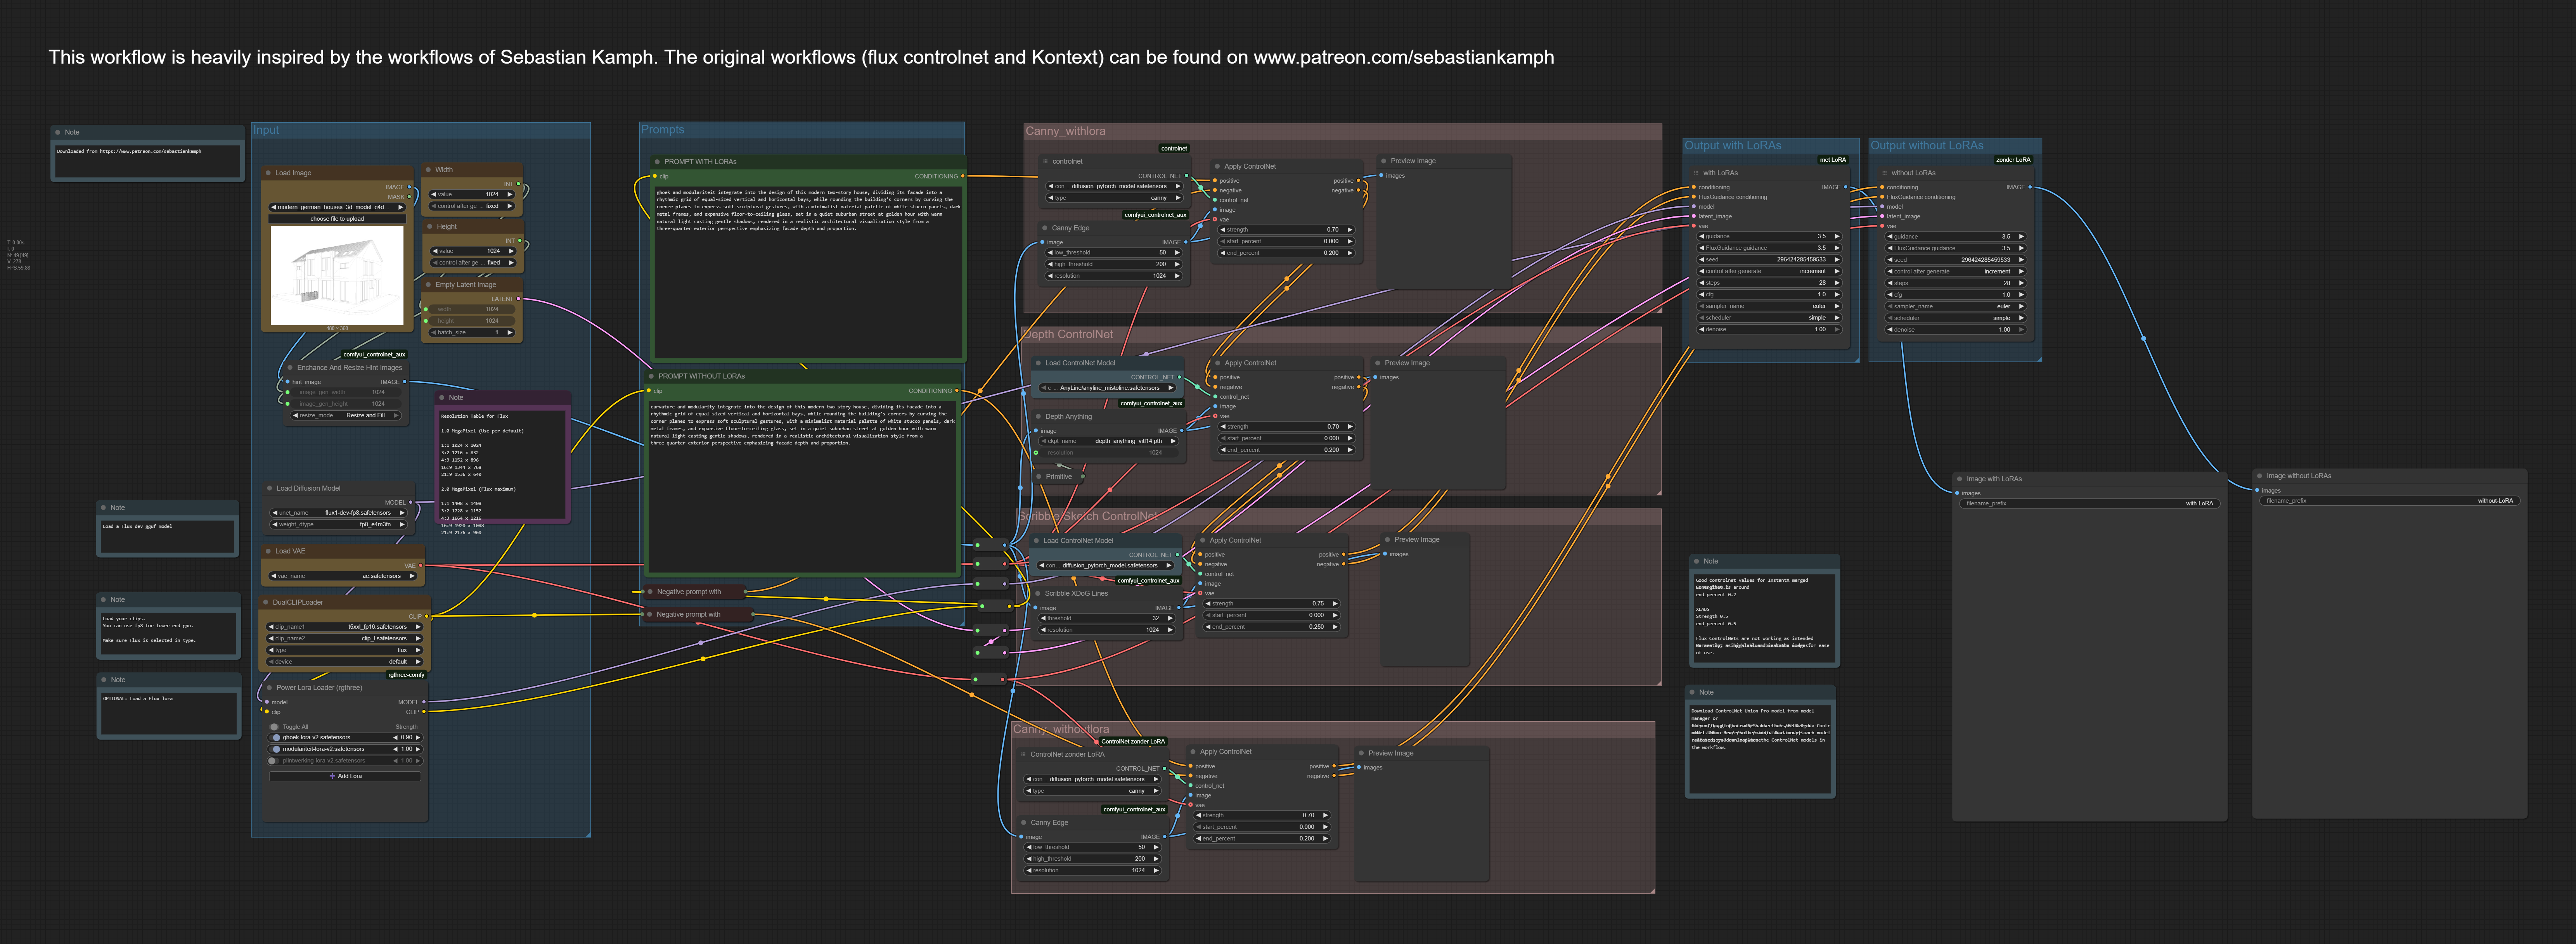 This workflow is heavily inspired by the workflows of Sebastian Kamph. The original workflows (flux controlnet and Kontext) can be found on www.patreon.com/sebastiankamph
Note
Downloaded from https://www.patreon.com/sebastiankamph
Input
Load Image
IMAGE
MASK
modern_german_houses_3d_model_c4d...
choose file to upload
Width
INT
value 1024
control after ge... fixed
Height
INT
value 1024
control after ge... fixed
Empty Latent Image
LATENT
width 1024
height 1024
batch_size 1
comfyui_controlnet_aux
Enchance And Resize Hint Images
hint_image IMAGE
image_gen_width 1024
image_gen_height 1024
resize_mode Resize and Fill
Note
Resolution Table for Flux
1.0 MegaPixel (Use per default)
1:1 1024 x 1024
3:2 1216 x 832
4:3 1152 x 896
16:9 1344 x 768
21:9 1536 x 640
2.0 MegaPixel (Flux maximum)
1:1 1408 x 1408
3:2 1728 x 1152
4:3 1664 x 1216
16:9 1920 x 1088
21:9 2176 x 960
Load Diffusion Model
MODEL
unet_name flux1-dev-fp8.safetensors
weight_dtype fp8_e4m3fn
Note
Load a Flux dev gguf model
Load VAE
VAE
vae_name ae.safetensors
DualCLIPLoader
CLIP
clip_name1 t5xxl_fp16.safetensors
clip_name2 clip_l.safetensors
type flux
device default
Note
Load your clips.
You can use fp8 for lower end gpu.
Make sure flux is selected in type.
rgthree-comfy
Power Lora Loader (rgthree)
model MODEL
clip CLIP
Toggle All Strength
ghoek-lora-v2.safetensors 0.90
modulariteit-lora-v2.safetensors 1.00
plintwerking-lora-v2.safetensors 1.00
+ Add Lora
Note
OPTIONAL: Load a flux lora
Prompts
PROMPT WITH LORAs
clip CONDITIONING
ghoek and modulariteit integrate into the design of this modern two-story house, dividing its facade into a
rhythmic grid of equal-sized vertical and horizontal bays, while rounding the building's corners by curving the
corner planes to express soft sculptural gestures, with a minimalist material palette of white stucco panels, dark
metal frames, and expansive floor-to-ceiling glass, set in a quiet suburban street at golden hour with warm
natural light casting gentle shadows, rendered in a realistic architectural visualization style from a
three-quarter exterior perspective emphasizing facade depth and proportion.
PROMPT WITHOUT LORAs
clip CONDITIONING
curvature and modularity integrate into the design of this modern two-story house, dividing its facade into a
rhythmic grid of equal-sized vertical and horizontal bays, while rounding the building's corners by curving the
corner planes to express soft sculptural gestures, with a minimalist material palette of white stucco panels, dark
metal frames, and expansive floor-to-ceiling glass, set in a quiet suburban street at golden hour with warm
natural light casting gentle shadows, rendered in a realistic architectural visualization style from a
three-quarter exterior perspective emphasizing facade depth and proportion.
Negative prompt with
Negative prompt with
Canny_withlora
controlnet
controlnet
CONTROL_NET
con... diffusion_pytorch_model.safetensors
type canny
comfyui_controlnet_aux
Canny Edge
image IMAGE
low_threshold 50
high_threshold 200
resolution 1024
Apply ControlNet
positive positive
negative negative
control_net
image
vae
strength 0.70
start_percent 0.000
end_percent 0.200
Preview Image
images
Depth ControlNet
Load ControlNet Model
CONTROL_NET
AnyLine/anyline_mistoline.safetensors
comfyui_controlnet_aux
Depth Anything
image IMAGE
ckpt_name depth_anything_vitl14.pth
resolution 1024
Primitive
Apply ControlNet
positive positive
negative negative
control_net
image
vae
strength 0.70
start_percent 0.000
end_percent 0.200
Preview Image
images
Scribble/Sketch ControlNet
Load ControlNet Model
CONTROL_NET
con... diffusion_pytorch_model.safetensors
comfyui_controlnet_aux
Scribble XDoG Lines
image IMAGE
threshold 32
resolution 1024
Apply ControlNet
positive positive
negative negative
control_net
image
vae
strength 0.75
start_percent 0.000
end_percent 0.250
Preview Image
images
Canny_withoutlora
ControlNet zonder LoRA
ControlNet zonder LORA
CONTROL_NET
con... diffusion_pytorch_model.safetensors
type canny
comfyui_controlnet_aux
Canny Edge
image IMAGE
low_threshold 50
high_threshold 200
resolution 1024
Apply ControlNet
positive positive
negative negative
control_net
image
vae
strength 0.70
start_percent 0.000
end_percent 0.200
Preview Image
images
Output with LoRAs
met LoRA
with LoRAs
conditioning IMAGE
FluxGuidance conditioning
model
latent_image
vae
guidance 3.5
FluxGuidance guidance 3.5
seed 296424285459533
control after generate increment
steps 28
cfg 1.0
sampler_name euler
scheduler simple
denoise 1.00
Output without LoRAs
zonder LoRA
without LoRAs
conditioning IMAGE
FluxGuidance conditioning
model
latent_image
vae
guidance 3.5
FluxGuidance guidance 3.5
seed 296424285459533
control after generate increment
steps 28
cfg 1.0
sampler_name euler
scheduler simple
denoise 1.00
Image with LoRAs
images
filename_prefix with-LoRA
Image without LoRAs
images
filename_prefix without-LoRA
Note
Good controlnet values for InstantX merged
end_percent 0.2
XLABS
Strength 0.5
end_percent 0.5
Flux ControlNets are not working as intended
of use.
Note
Download ControlNet Union Pro model from model
manager or
the ControlNet models in
the workflow.